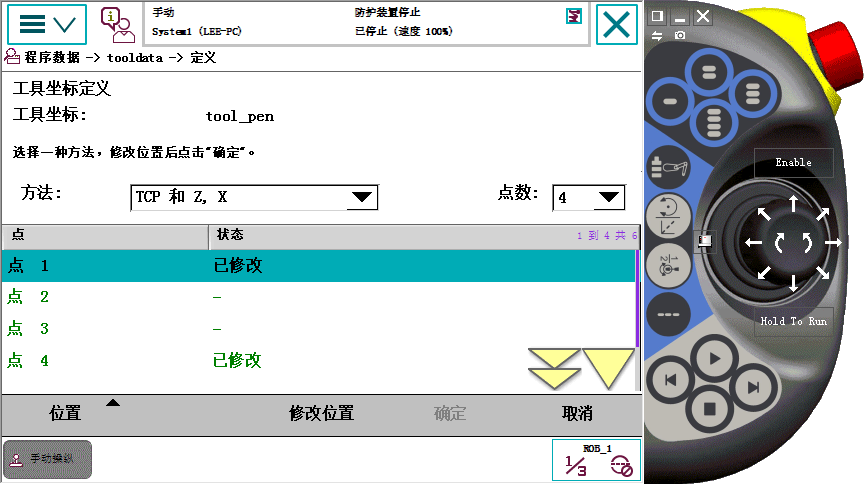 手动 防护装置停止
System1 (LEE-PC) 已停止 (速度 100%)
程序数据 -> tooldata -> 定义
工具坐标定义
工具坐标: tool_pen
选择一种方法,修改位置后点击“确定”。
方法: TCP 和 Z, X 点数: 4
点 状态 1 到 4 共 6
点 1 已修改
点 2 –
点 3 –
点 4 已修改
位置 修改位置 确定 取消
手动操纵 ROB_1
1/3
Enable
1/2
Hold To Run